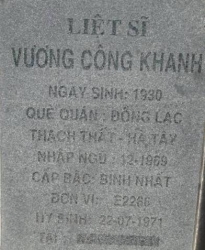 LIỆT SĨ
VƯƠNG CÔNG KHANH
NGÀY SINH: 1930
QUÊ QUÁN: ĐỒNG LẠC
THẠCH THẤT - HÀ TÂY
NHẬP NGŨ: 12-1969
CẤP BẬC: BINH NHẤT
ĐƠN VỊ: E2286
HY SINH: 22-07-1971
TẠI: